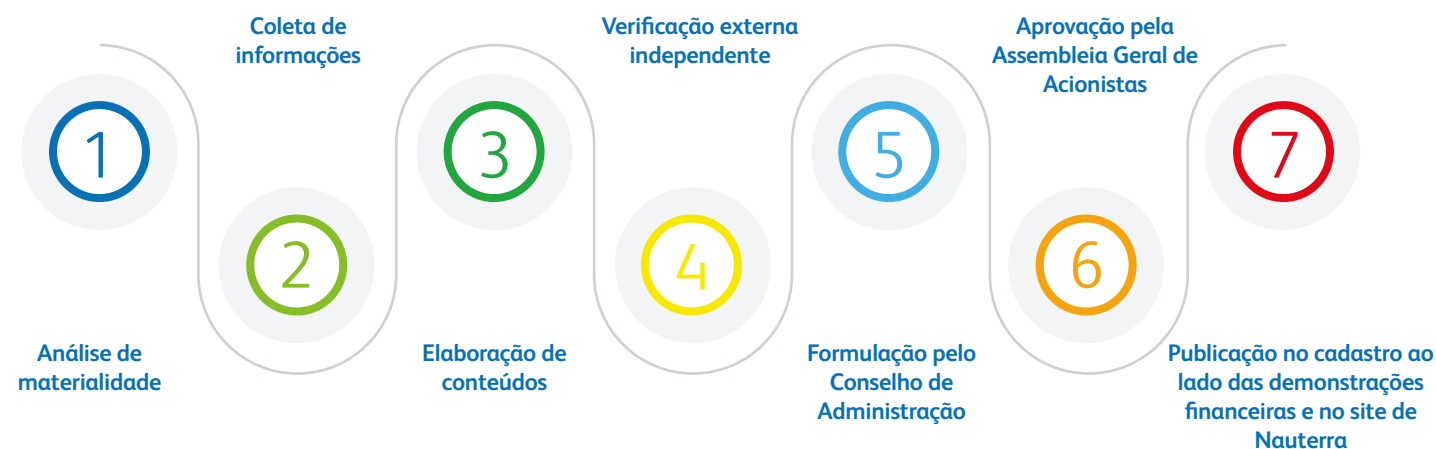 1
Análise de
materialidade
2
Coleta de
informações
3
Elaboração de
conteúdos
4
Verificação externa
independente
5
Formulação pelo
Conselho de
Administração
6
Aprovação pela
Assembleia Geral de
Acionistas
7
Publicação no cadastro ao
lado das demonstrações
financeiras e no site de
Nauterra